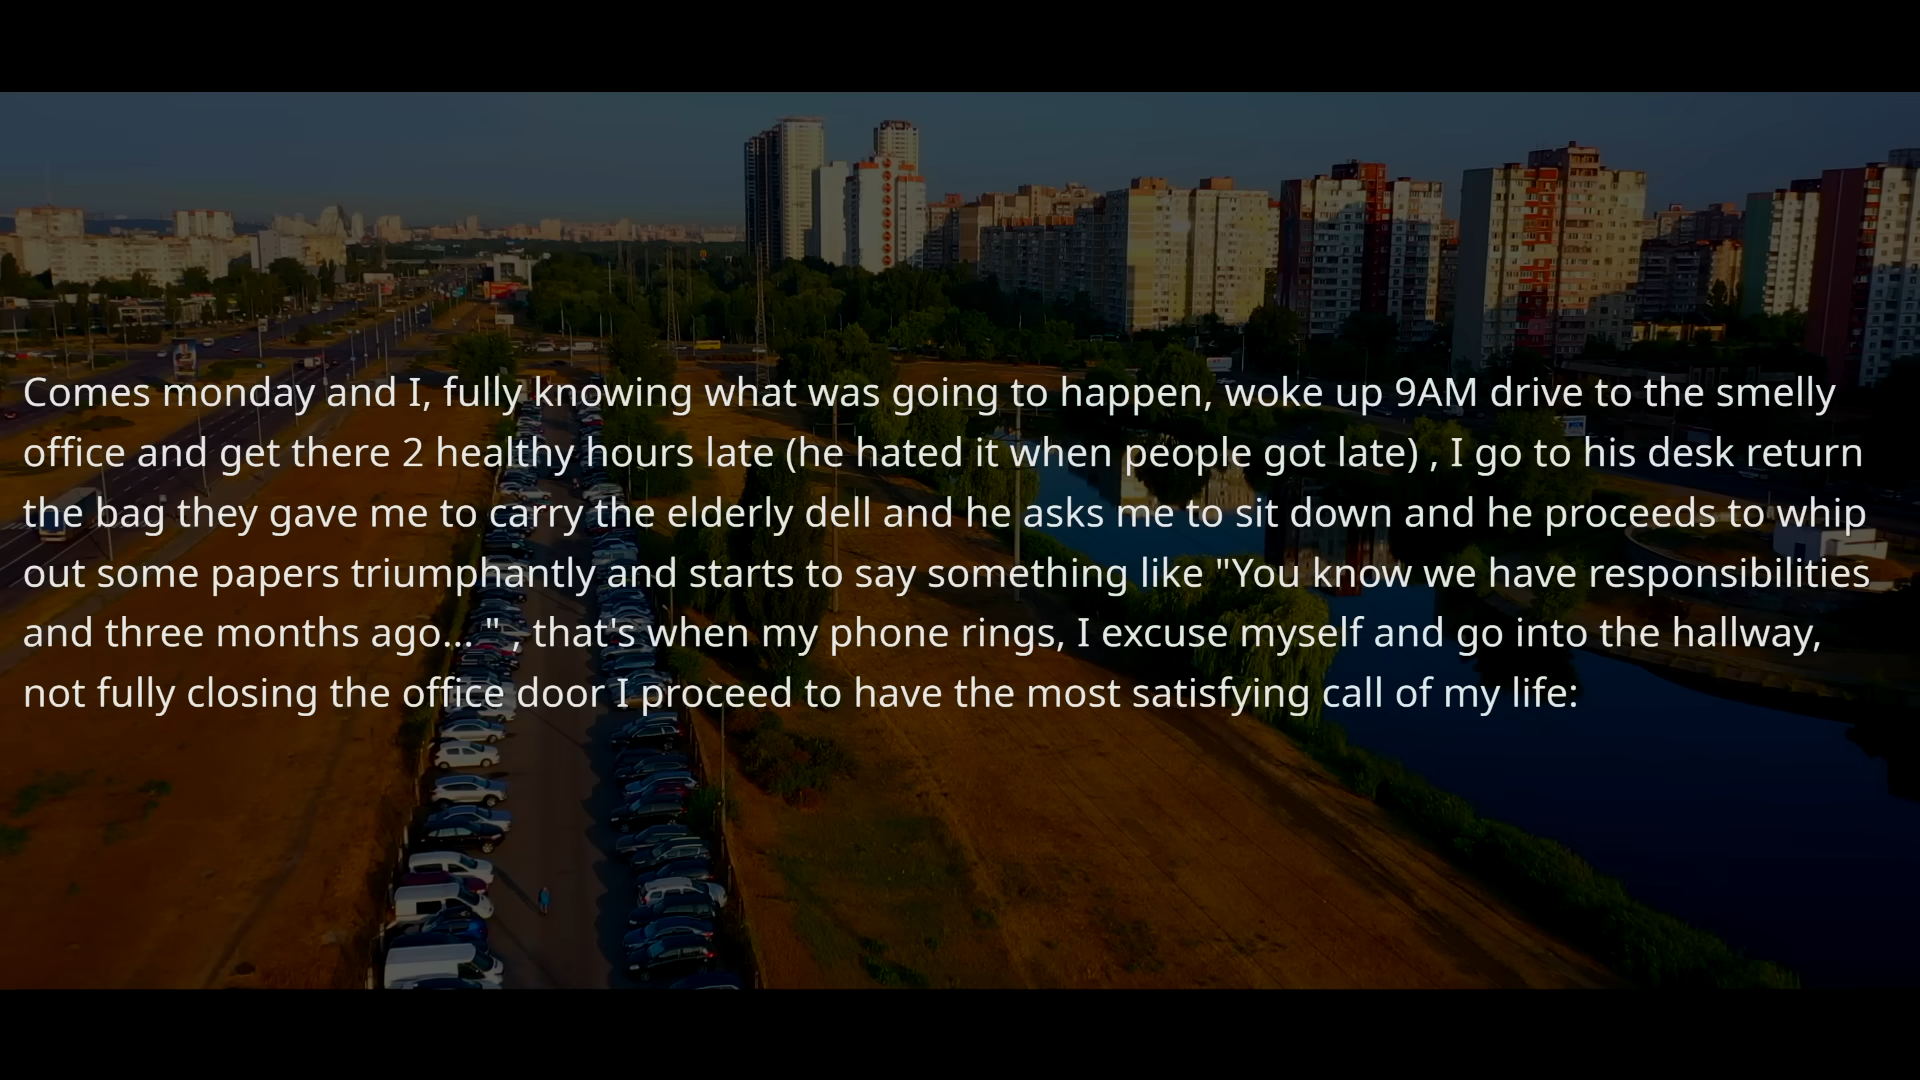 Comes monday and I, fully knowing what was going to happen, woke up 9AM drive to the smelly
office and get there 2 healthy hours late (he hated it when people got late) , I go to his desk return
the bag they gave me to carry the elderly dell and he asks me to sit down and he proceeds to whip
out some papers triumphantly and starts to say something like "You know we have responsibilities
and three months ago... " , that's when my phone rings, I excuse myself and go into the hallway,
not fully closing the office door I proceed to have the most satisfying call of my life: